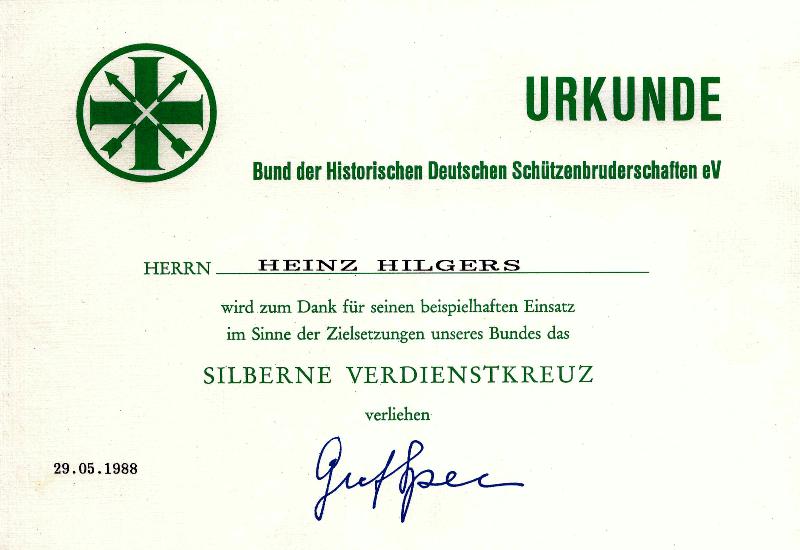 URKUNDE
Bund der Historischen Deutschen Schützenbruderschaften eV
HERRN HEINZ HILGERS
wird zum Dank für seinen beispielhaften Einsatz
im Sinne der Zielsetzungen unseres Bundes das
SILBERNE VERDIENSTKREUZ
verliehen
29.05.1988